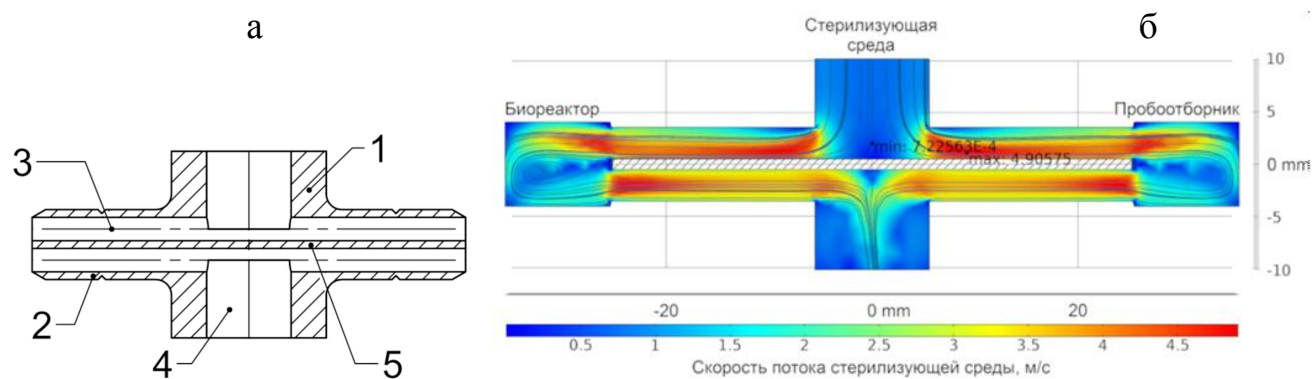 а
б
3
1
2
4
5
Стерилизующая
среда
Биореактор
Пробоотборник
min: 7.22563E-4
max: 4.90575
10
5
0 mm
-5
-10
-20
0 mm
20
0.5 1 1.5 2 2.5 3 3.5 4 4.5
Скорость потока стерилизующей среды, м/с